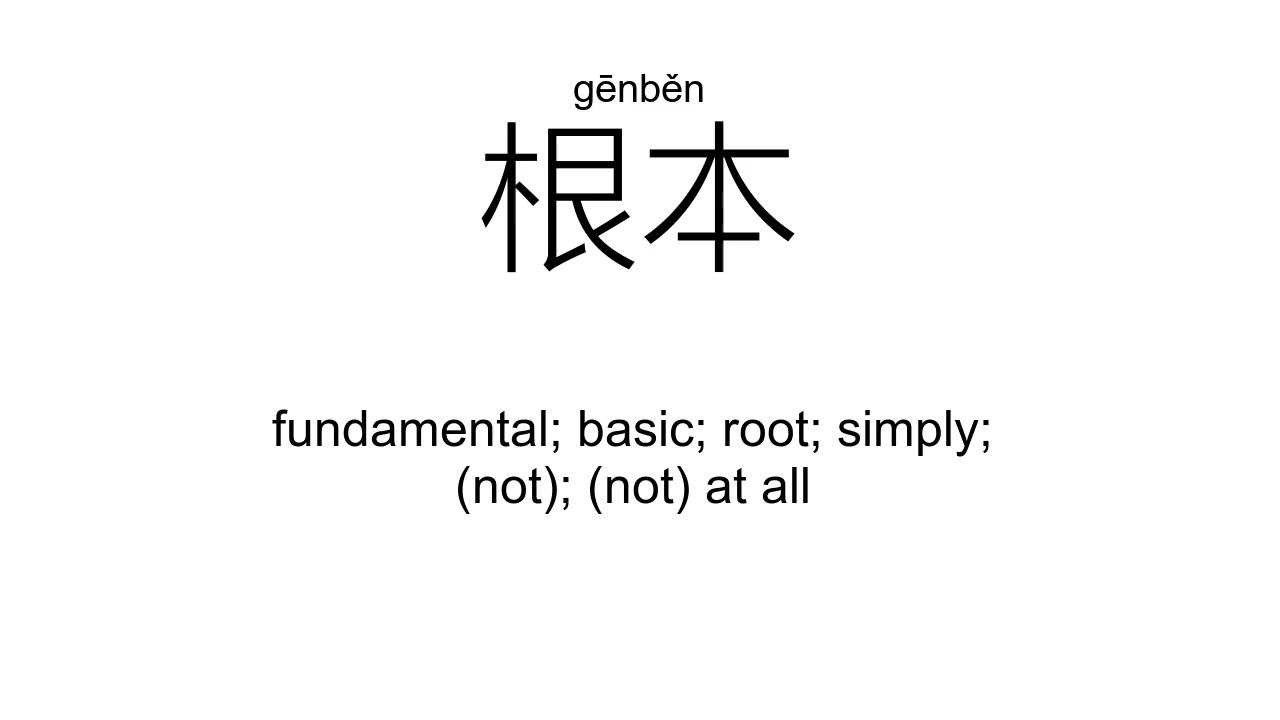 gēnběn
根本
fundamental; basic; root; simply;
(not); (not) at all